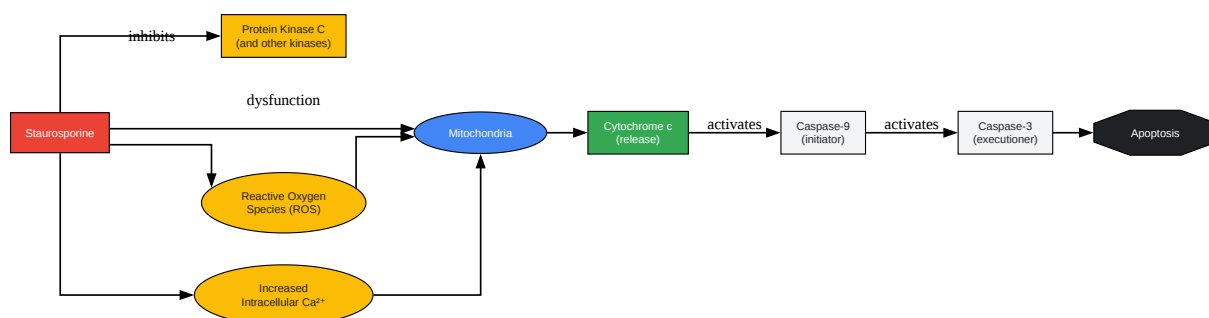 Protein Kinase C
(and other kinases)
inhibits
dysfunction
Staurosporine
Mitochondria
Cytochrome c
(release)
activates
Caspase-9
(initiator)
activates
Caspase-3
(executioner)
Apoptosis
Reactive Oxygen
Species (ROS)
Increased
Intracellular Ca²⁺